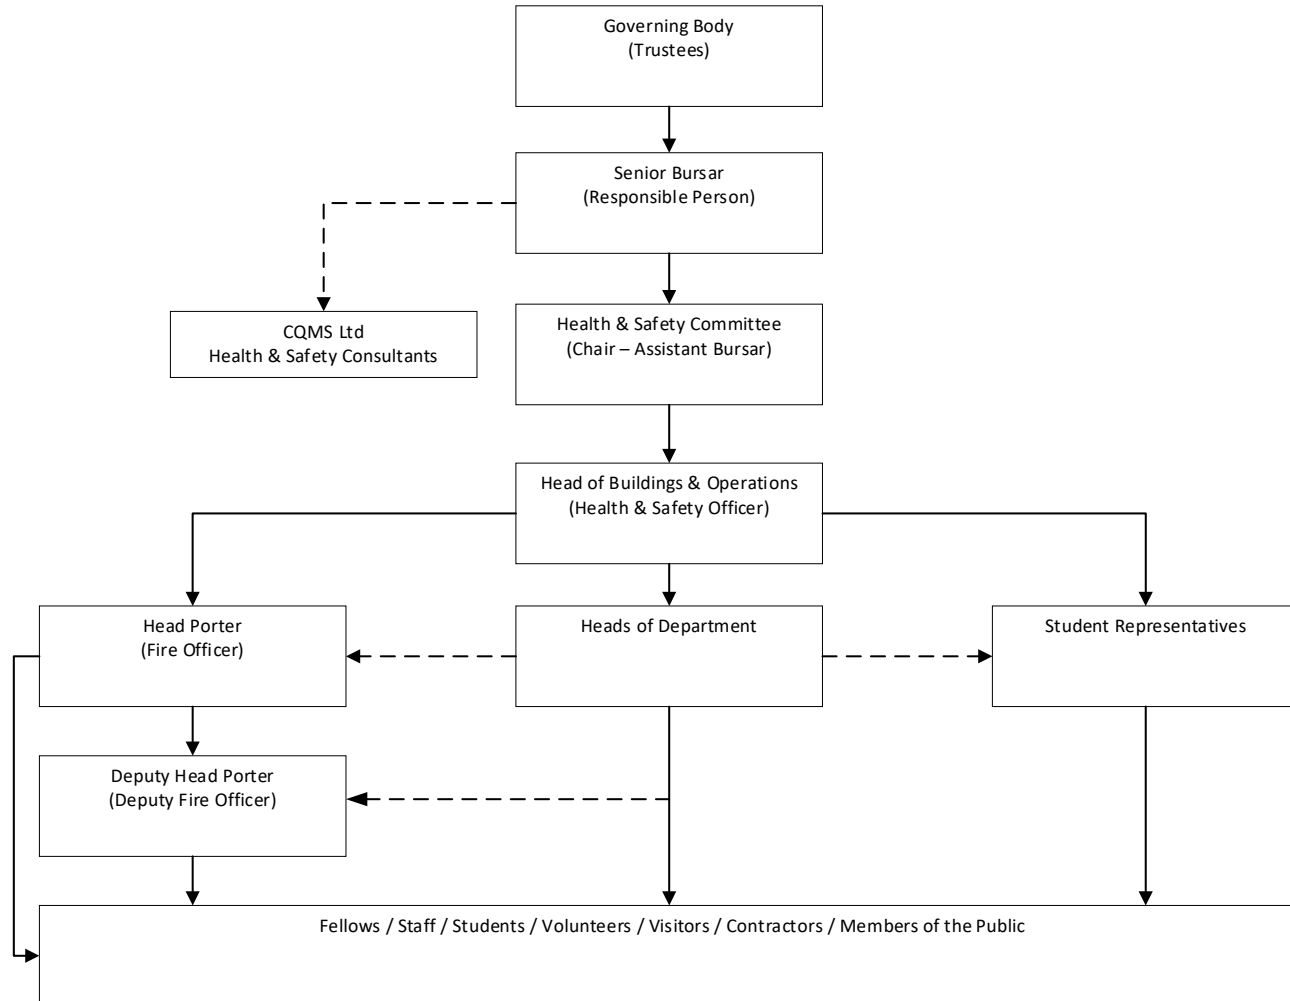 Governing Body
(Trustees)
Senior Bursar
(Responsible Person)
CQMS Ltd
Health & Safety Consultants
Health & Safety Committee
(Chair – Assistant Bursar)
Head of Buildings & Operations
(Health & Safety Officer)
Head Porter
(Fire Officer)
Heads of Department
Student Representatives
Deputy Head Porter
(Deputy Fire Officer)
Fellows / Staff / Students / Volunteers / Visitors / Contractors / Members of the Public